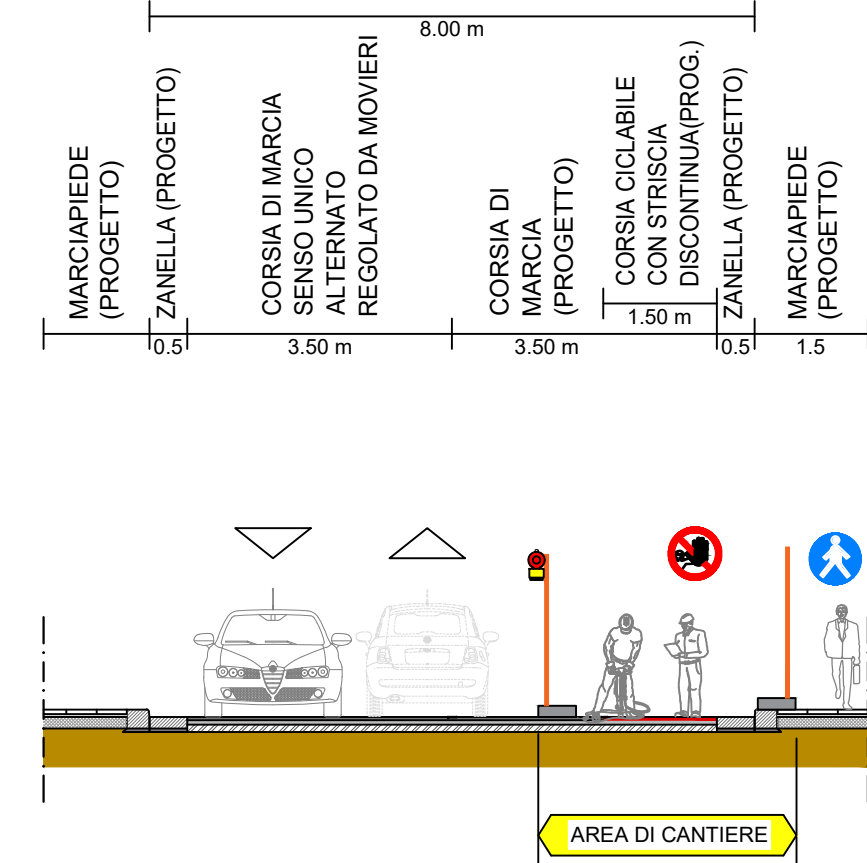 8.00 m
MARCIAPIEDE
(PROGETTO)
ZANELLA (PROGETTO)
CORSIA DI MARCIA
SENSO UNICO
ALTERNATO
REGOLATO DA MOVIERI
CORSIA DI
MARCIA
(PROGETTO)
CORSIA CICLABILE
CON STRISCIA
DISCONTINUA(PROG.)
ZANELLA (PROGETTO)
MARCIAPIEDE
(PROGETTO)
1.50 m
0.5
3.50 m
3.50 m
0.5
1.5
AREA DI CANTIERE